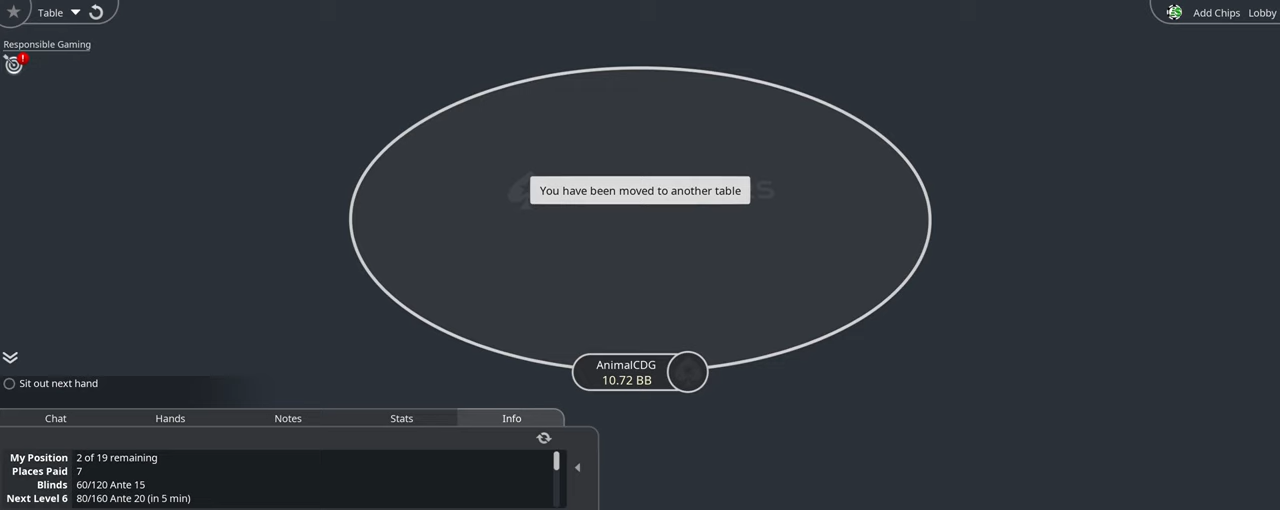 Table
Add Chips Lobby
Responsible Gaming
You have been moved to another table
AnimalCDG
10.72 BB
Sit out next hand
Chat Hands Notes Stats Info
My Position 2 of 19 remaining
Places Paid 7
Blinds 60/120 Ante 15
Next Level 6 80/160 Ante 20 (in 5 min)